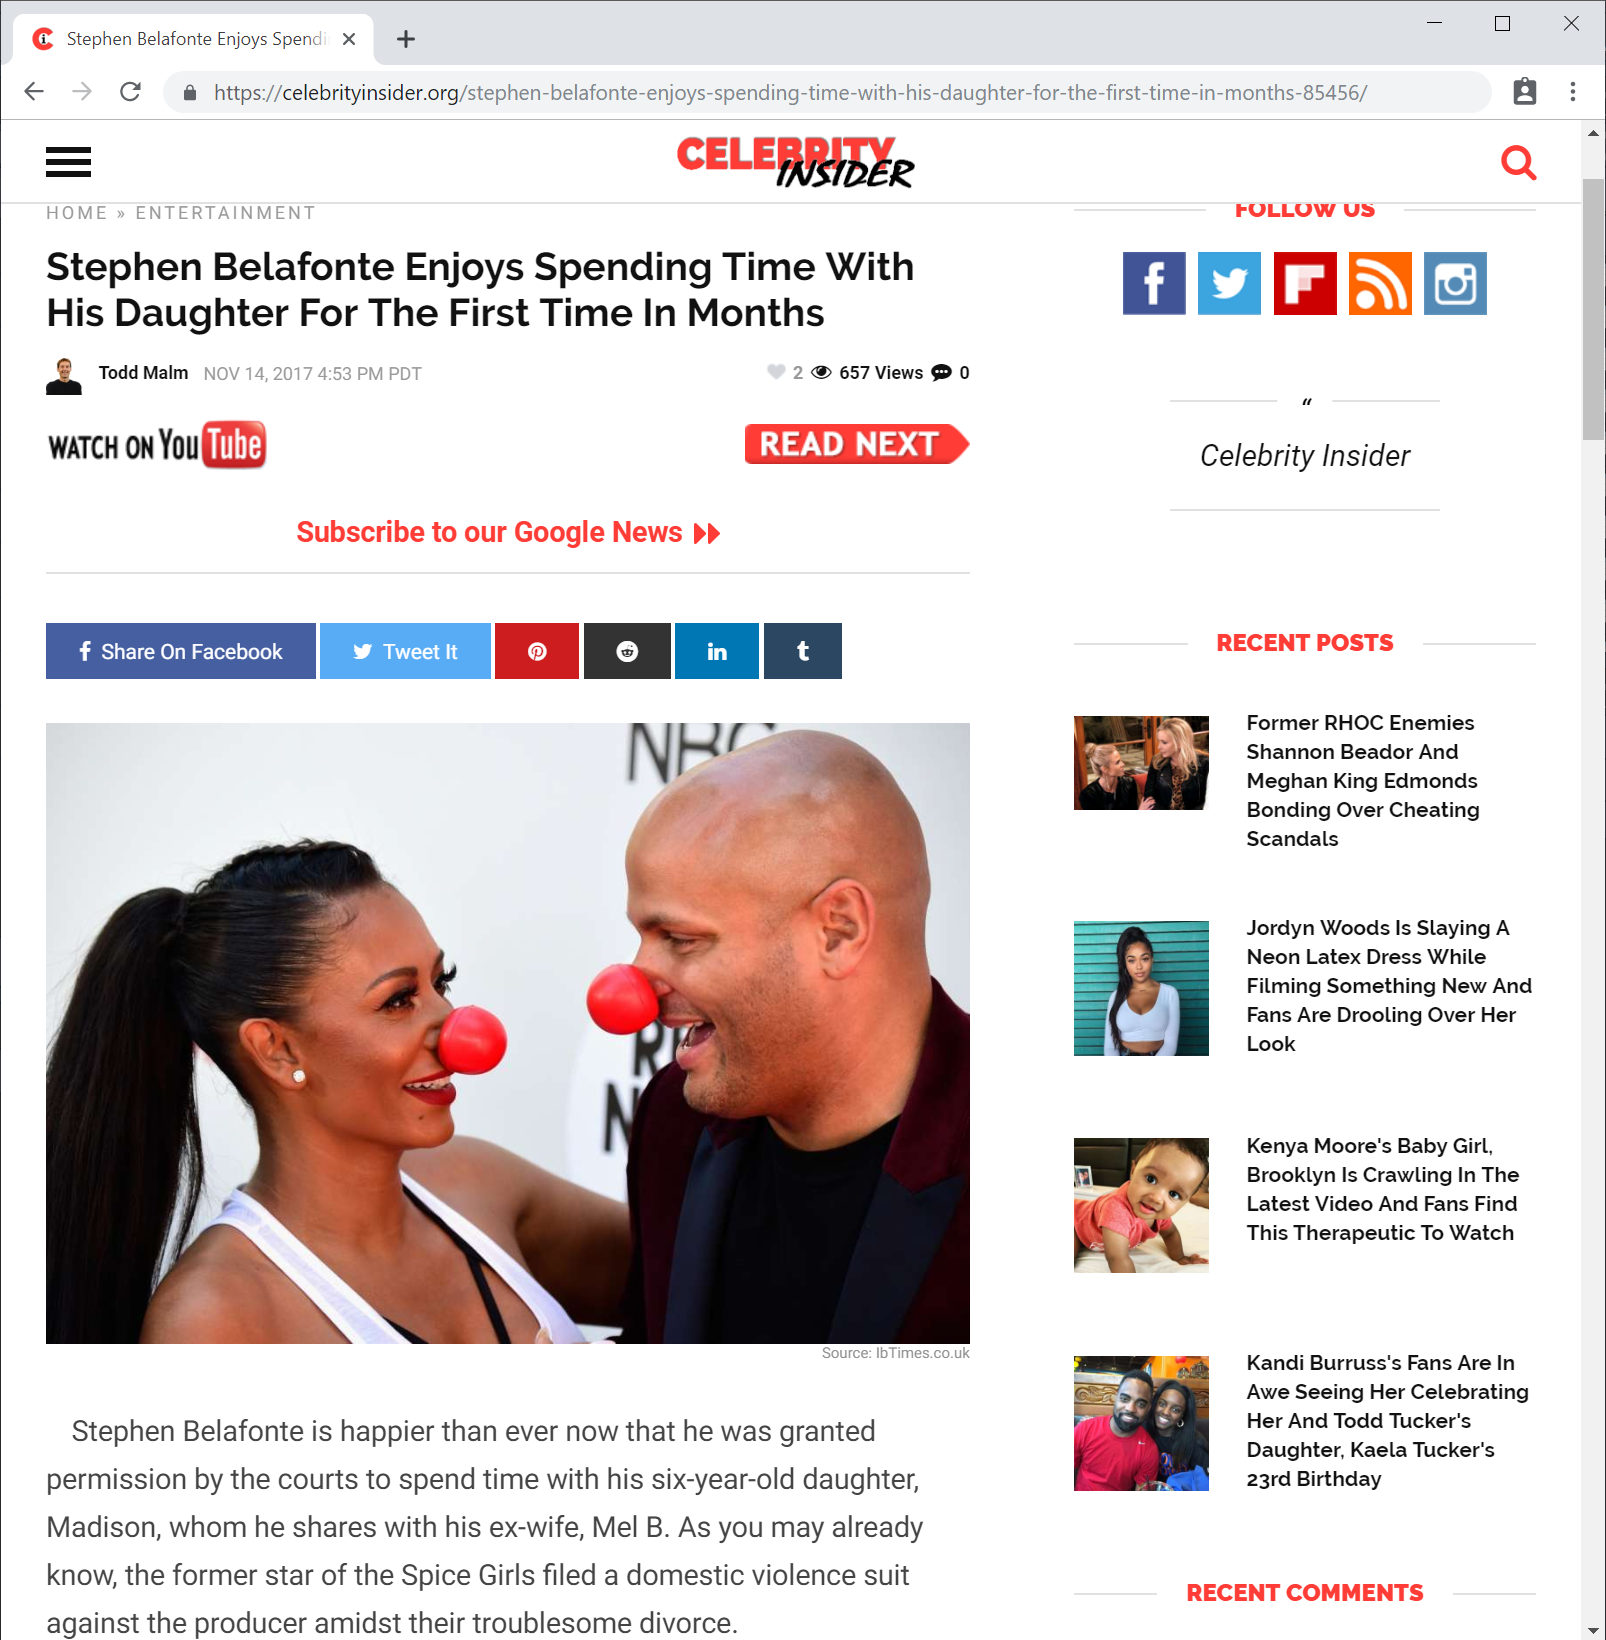 Stephen Belafonte Enjoys Spendi
https://celebrityinsider.org/stephen-belafonte-enjoys-spending-time-with-his-daughter-for-the-first-time-in-months-85456/
CELEBRITY
INSIDER
HOME » ENTERTAINMENT
Stephen Belafonte Enjoys Spending Time With
His Daughter For The First Time In Months
Todd Malm NOV 14, 2017 4:53 PM PDT
2 657 Views 0
WATCH ON YouTube
READ NEXT
Subscribe to our Google News
Share On Facebook
Tweet It
in
t
NBC
Source: IbTimes.co.uk
Stephen Belafonte is happier than ever now that he was granted
permission by the courts to spend time with his six-year-old daughter,
Madison, whom he shares with his ex-wife, Mel B. As you may already
know, the former star of the Spice Girls filed a domestic violence suit
against the producer amidst their troublesome divorce.
FOLLOW US
“
Celebrity Insider
RECENT POSTS
Former RHOC Enemies
Shannon Beador And
Meghan King Edmonds
Bonding Over Cheating
Scandals
Jordyn Woods Is Slaying A
Neon Latex Dress While
Filming Something New And
Fans Are Drooling Over Her
Look
Kenya Moore's Baby Girl,
Brooklyn Is Crawling In The
Latest Video And Fans Find
This Therapeutic To Watch
Kandi Burruss's Fans Are In
Awe Seeing Her Celebrating
Her And Todd Tucker's
Daughter, Kaela Tucker's
23rd Birthday
RECENT COMMENTS